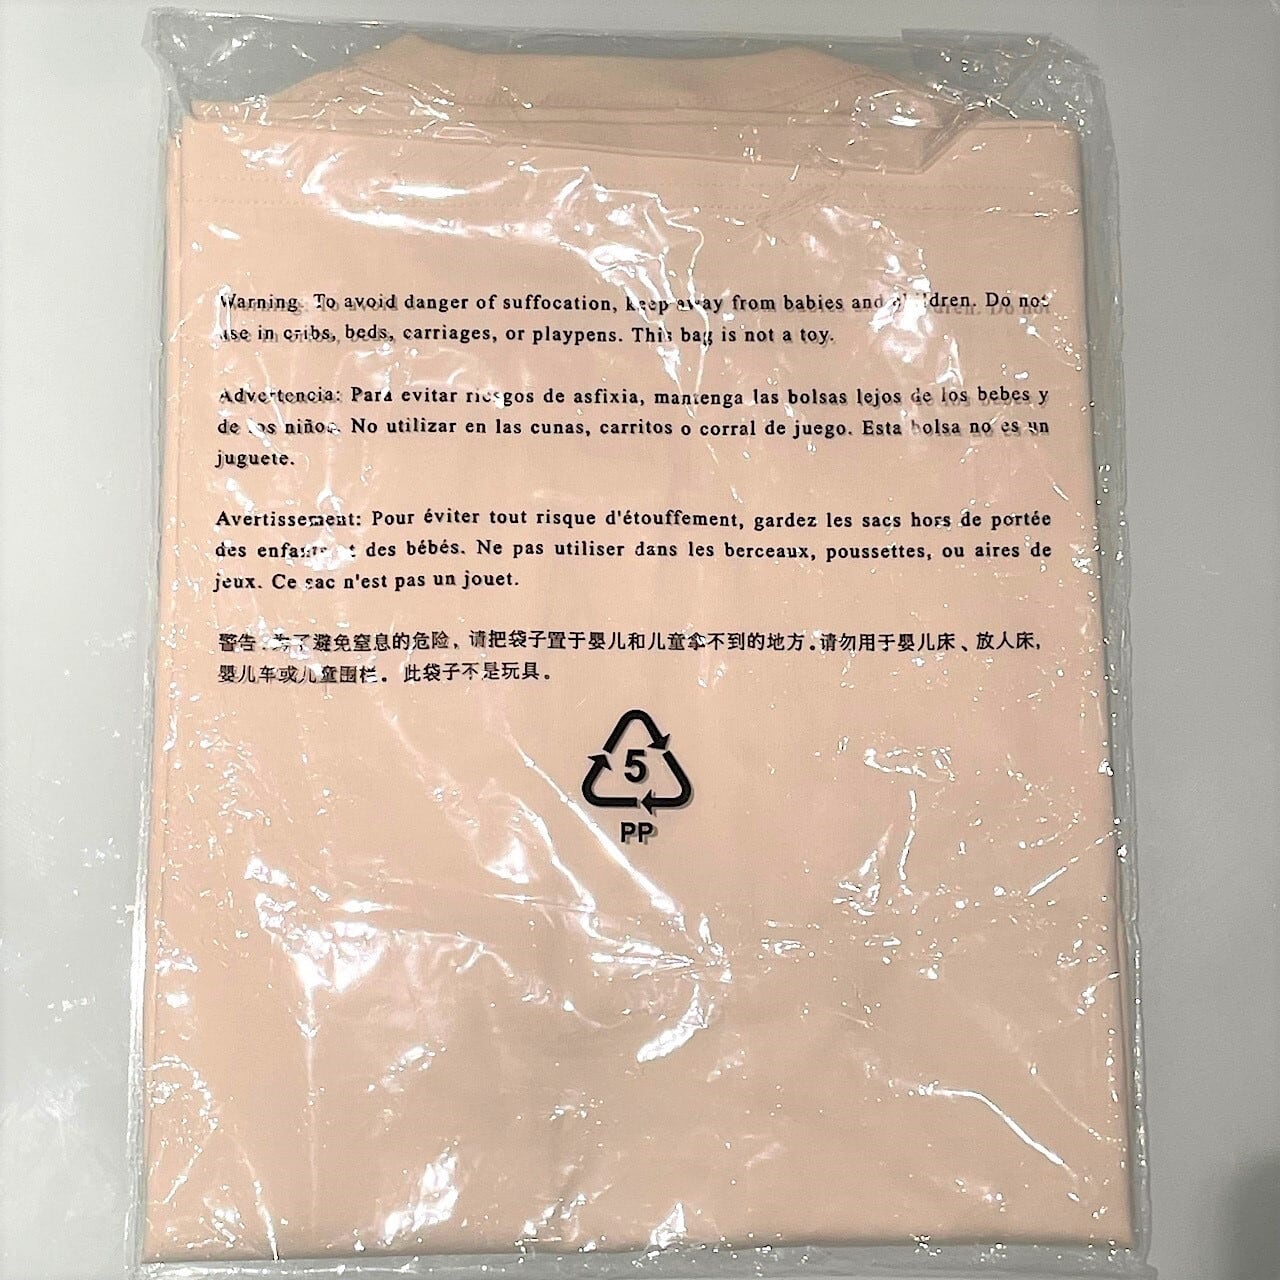 Warning: To avoid danger of suffocation, keep away from babies and children. Do not
use in cribs, beds, carriages, or playpens. This bag is not a toy.
Advertencia: Para evitar riesgos de asfixia, mantenga las bolsas lejos de los bebes y
de los niños. No utilizar en las cunas, carritos o corral de juego. Esta bolsa no es un
juguete.
Avertissement: Pour éviter tout risque d'étouffement, gardez les sacs hors de portée
des enfants et des bébés. Ne pas utiliser dans les berceaux, poussettes, ou aires de
jeux. Ce sac n'est pas un jouet.
警告：为了避免窒息的危险，请把袋子置于婴儿和儿童拿不到的地方。请勿用于婴儿床、放人床，
婴儿车或儿童围栏。此袋子不是玩具。
5
PP